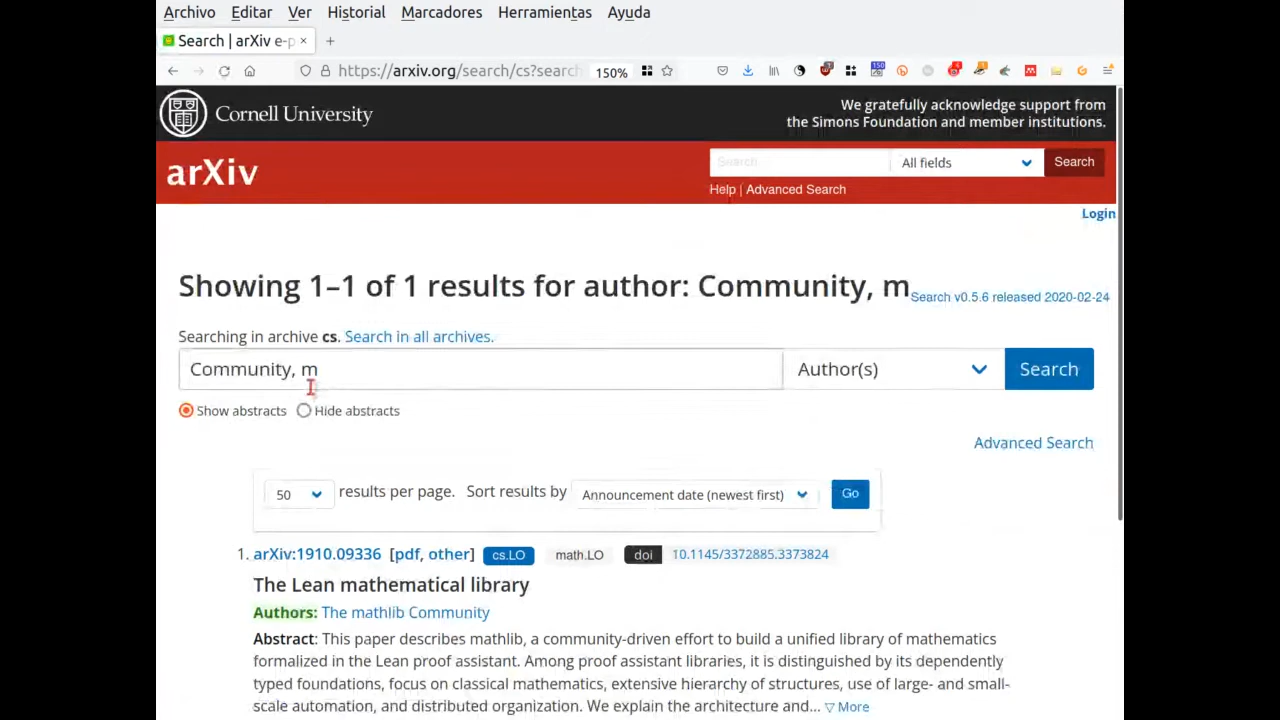 Archivo Editar Ver Historial Marcadores Herramientas Ayuda
Search | arXiv e-p
https://arxiv.org/search/cs?search 150%
Cornell University
We gratefully acknowledge support from
the Simons Foundation and member institutions.
arXiv
Search All fields Search
Help | Advanced Search
Login
Showing 1–1 of 1 results for author: Community, m
Search v0.5.6 released 2020-02-24
Searching in archive cs. Search in all archives.
Community, m Author(s) Search
Show abstracts Hide abstracts
Advanced Search
50 results per page. Sort results by Announcement date (newest first) Go
1. arXiv:1910.09336 [pdf, other] cs.LO math.LO doi 10.1145/3372885.3373824
The Lean mathematical library
Authors: The mathlib Community
Abstract: This paper describes mathlib, a community-driven effort to build a unified library of mathematics
formalized in the Lean proof assistant. Among proof assistant libraries, it is distinguished by its dependently
typed foundations, focus on classical mathematics, extensive hierarchy of structures, use of large- and small-
scale automation, and distributed organization. We explain the architecture and... ▽ More